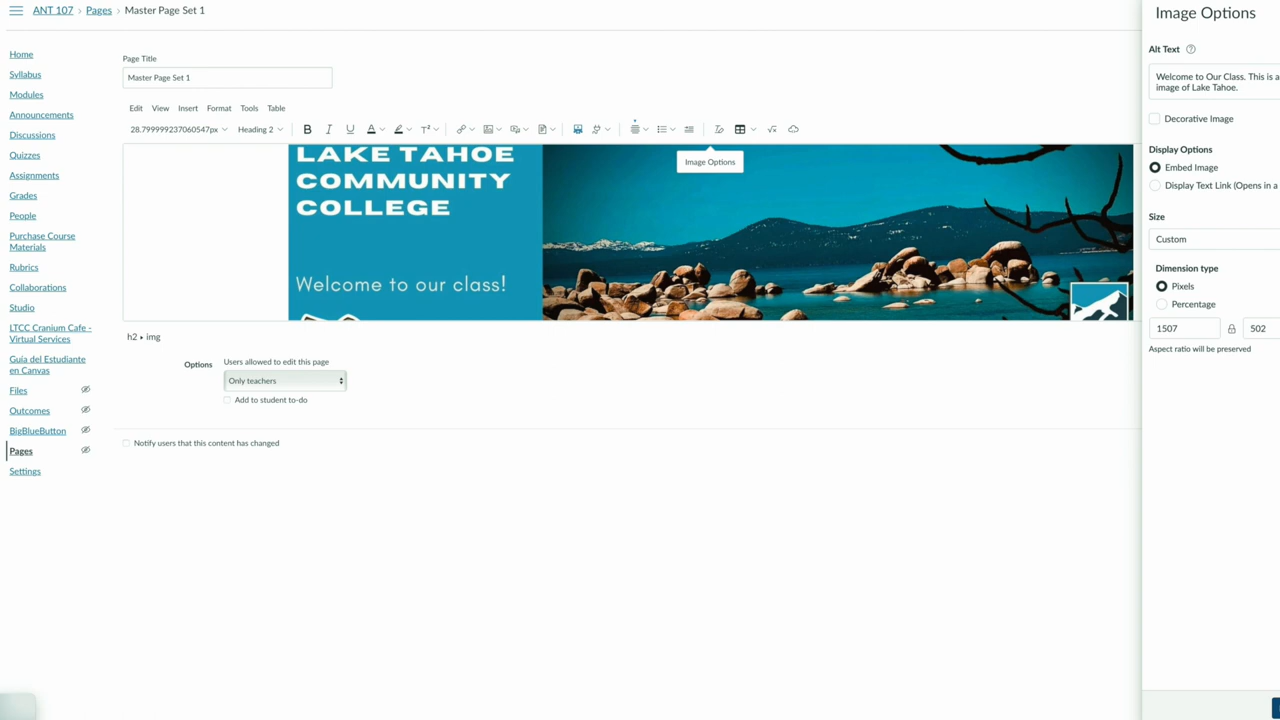 ANT 107 › Pages › Master Page Set 1
Image Options
Home
Syllabus
Modules
Announcements
Discussions
Quizzes
Assignments
Grades
People
Purchase Course
Materials
Rubrics
Collaborations
Studio
LTCC Cranium Cafe -
Virtual Services
Guía del Estudiante
en Canvas
Files
Outcomes
BigBlueButton
Pages
Settings
Page Title
Master Page Set 1
Edit View Insert Format Tools Table
28.799999237060547px Heading 2 B I U A T²
Image Options
LAKE TAHOE
COMMUNITY
COLLEGE
Welcome to our class!
h2 ▸ img
Options
Users allowed to edit this page
Only teachers
Add to student to-do
Notify users that this content has changed
Alt Text
Welcome to Our Class. This is a
image of Lake Tahoe.
Decorative Image
Display Options
Embed Image
Display Text Link (Opens in a
Size
Custom
Dimension type
Pixels
Percentage
1507 502
Aspect ratio will be preserved